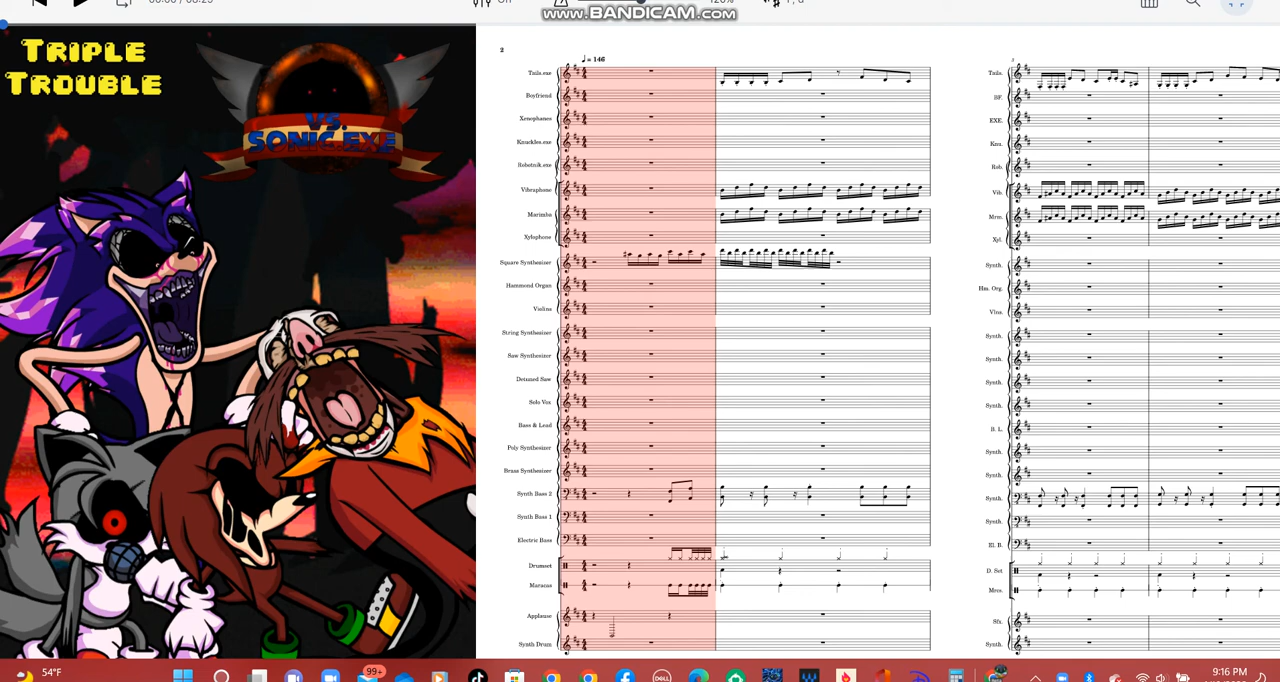 www.BANDICAM.com
TRIPLE
TROUBLE
VS.
SONIC.EXE
2
♩ = 146
Tails.exe
Boyfriend
Xenophanes
Knuckles.exe
Robotnik.exe
Vibraphone
Marimba
Xylophone
Square Synthesizer
Hammond Organ
Violins
String Synthesizer
Saw Synthesizer
Detuned Saw
Solo Vox
Bass & Lead
Poly Synthesizer
Brass Synthesizer
Synth Bass 2
Synth Bass 1
Electric Bass
Drumset
Maracas
Applause
Synth Drum
3
Tails.
BF.
EXE.
Knu.
Rob.
Vib.
Mrm.
Xyl.
Synth.
Hm. Org.
Vlns.
Synth.
Synth.
Synth.
Synth.
B. L.
Synth.
Synth.
Synth.
Synth.
El. B.
D. Set
Mrcs.
Sfx.
Synth.
54°F
99+
DELL
9:16 PM